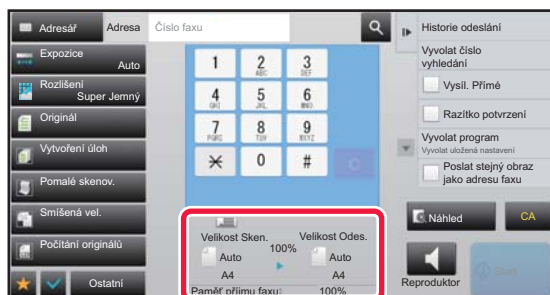 Adresář
Adresa
Číslo faxu
Expozice
Auto
Rozlišení
Super Jemný
Originál
Vytvoření úloh
Pomalé skenov.
Smíšená vel.
Počítání originálů
Ostatní
1
2 ABC
3 DEF
4 GHI
5 JKL
6 MNO
7 PQRS
8 TUV
9 WXYZ
0
#
Velikost Sken.
100%
Velikost Odes.
Auto
Auto
A4
A4
Paměť příjmu faxu: 100%
Historie odeslání
Vyvolat číslo
vyhledání
Vysíl. Přímé
Razítko potvrzení
Vyvolat program
Vyvolat uložená nastavení
Poslat stejný obraz
jako adresu faxu
Náhled
CA
Reproduktor
Start